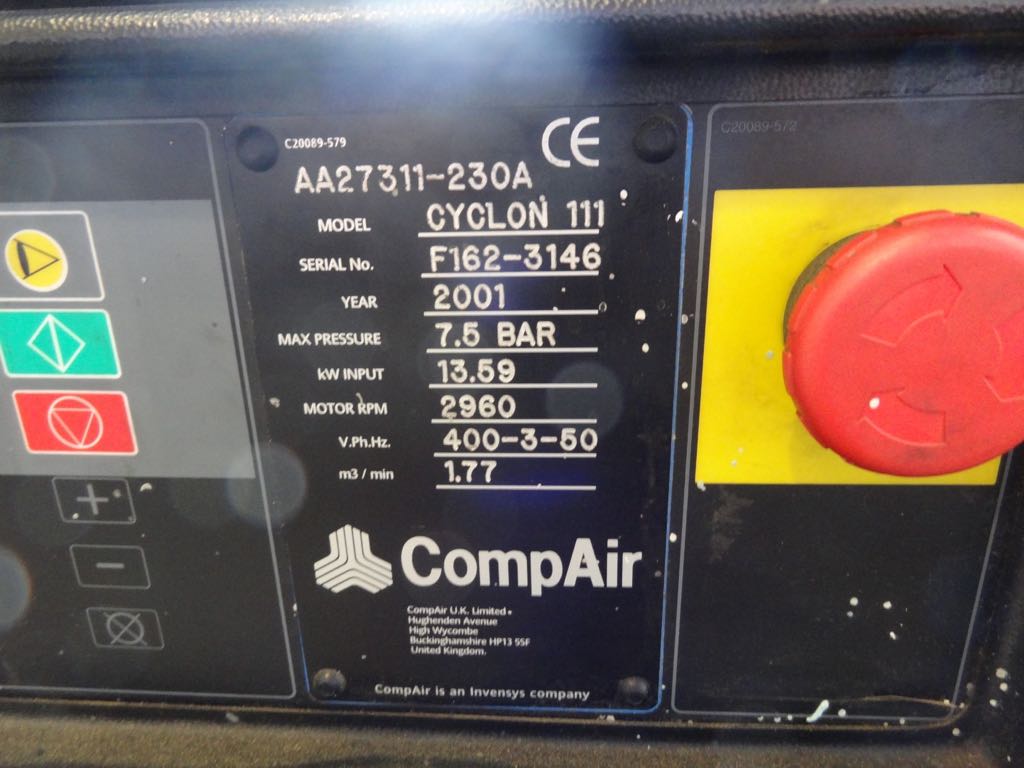 C20089-579
CE
AA27311-230A
MODEL CYCLON 111
SERIAL No. F162-3146
YEAR 2001
MAX PRESSURE 7.5 BAR
kW INPUT 13.59
MOTOR RPM 2960
V.Ph.Hz. 400-3-50
m3 / min 1.77
CompAir
CompAir U.K. Limited
Hughenden Avenue
High Wycombe
Buckinghamshire HP13 5SF
United Kingdom.
CompAir is an Invensys company
C20089-572